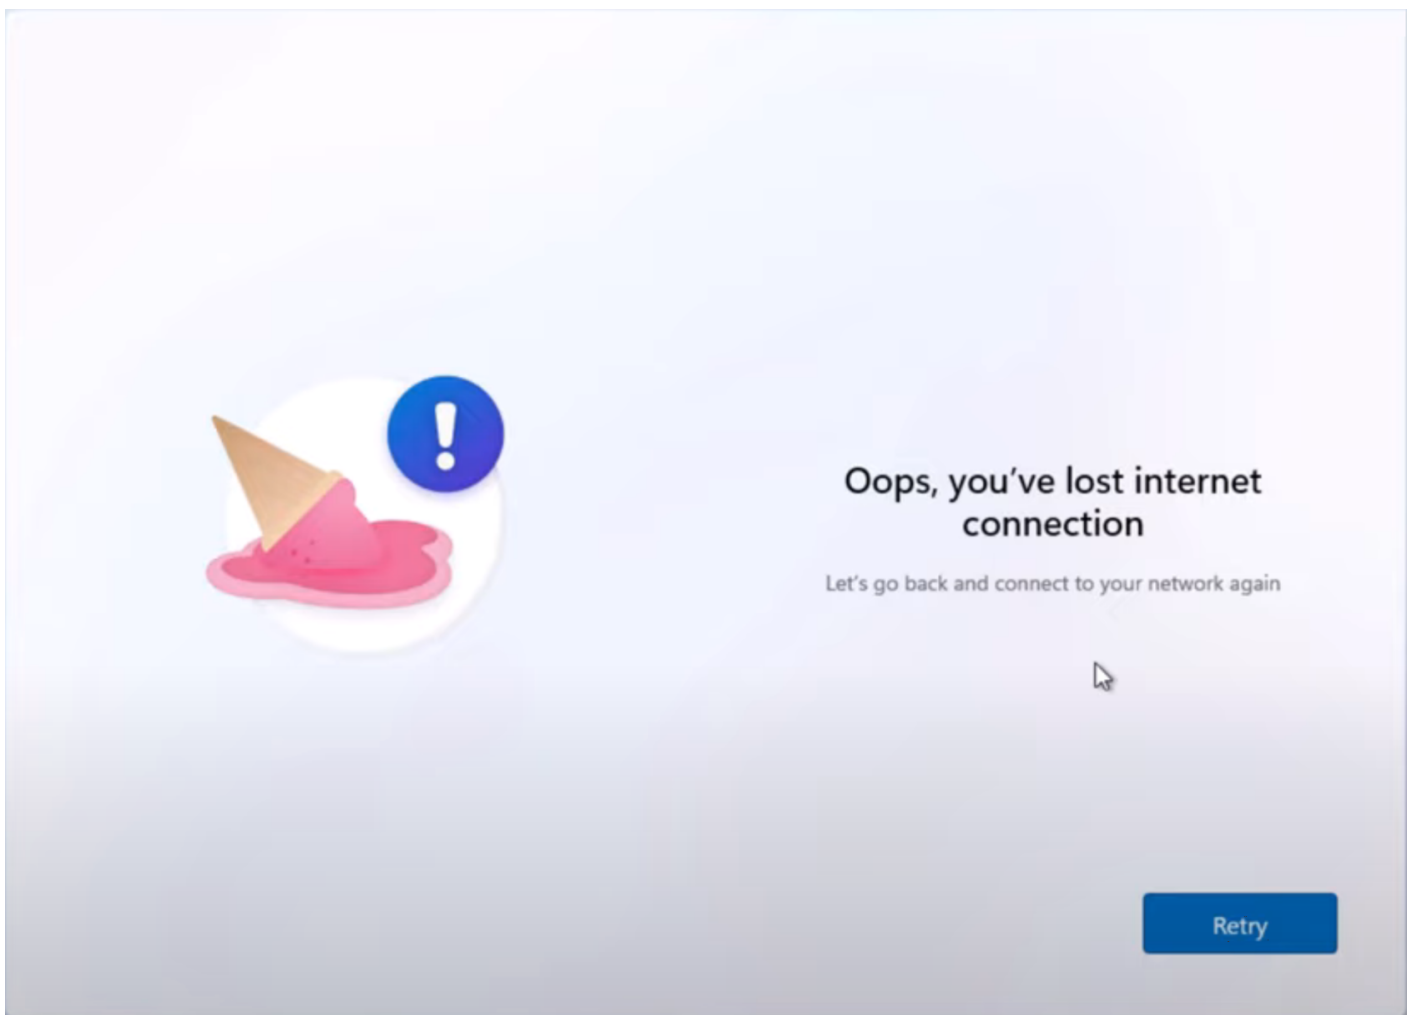 Oops, you’ve lost internet
connection
Let’s go back and connect to your network again
Retry